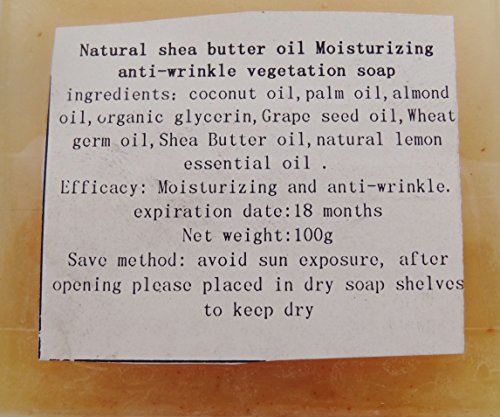 Natural shea butter oil Moisturizing
anti-wrinkle vegetation soap
ingredients: coconut oil,palm oil,almond
oil,organic glycerin,Grape seed oil,Wheat
germ oil,Shea Butter oil,natural lemon
essential oil .
Efficacy: Moisturizing and anti-wrinkle.
expiration date:18 months
Net weight:100g
Save method: avoid sun exposure, after
opening please placed in dry soap shelves
to keep dry